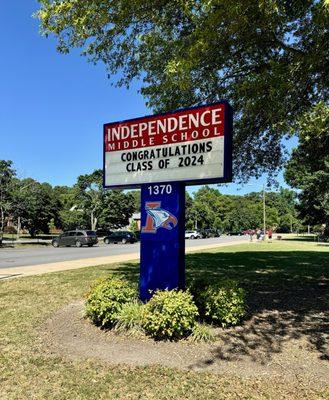 INDEPENDENCE
MIDDLE SCHOOL
CONGRATULATIONS
CLASS OF 2024
1370